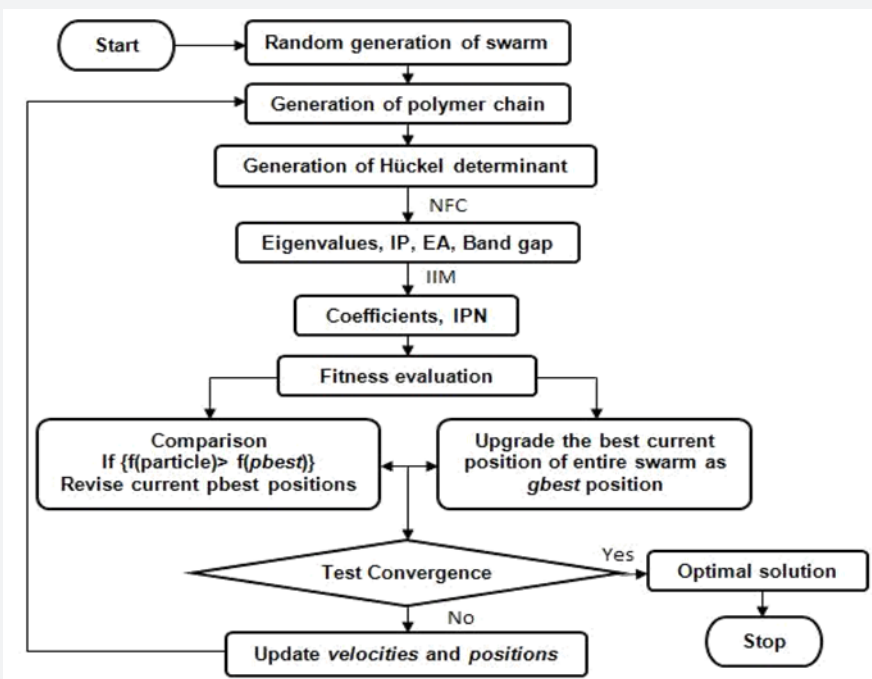 Start
Random generation of swarm
Generation of polymer chain
Generation of Hückel determinant
NFC
Eigenvalues, IP, EA, Band gap
IIM
Coefficients, IPN
Fitness evaluation
Comparison
If {f(particle)> f(pbest)}
Revise current pbest positions
Upgrade the best current
position of entire swarm as
gbest position
Test Convergence
Yes
Optimal solution
No
Stop
Update velocities and positions